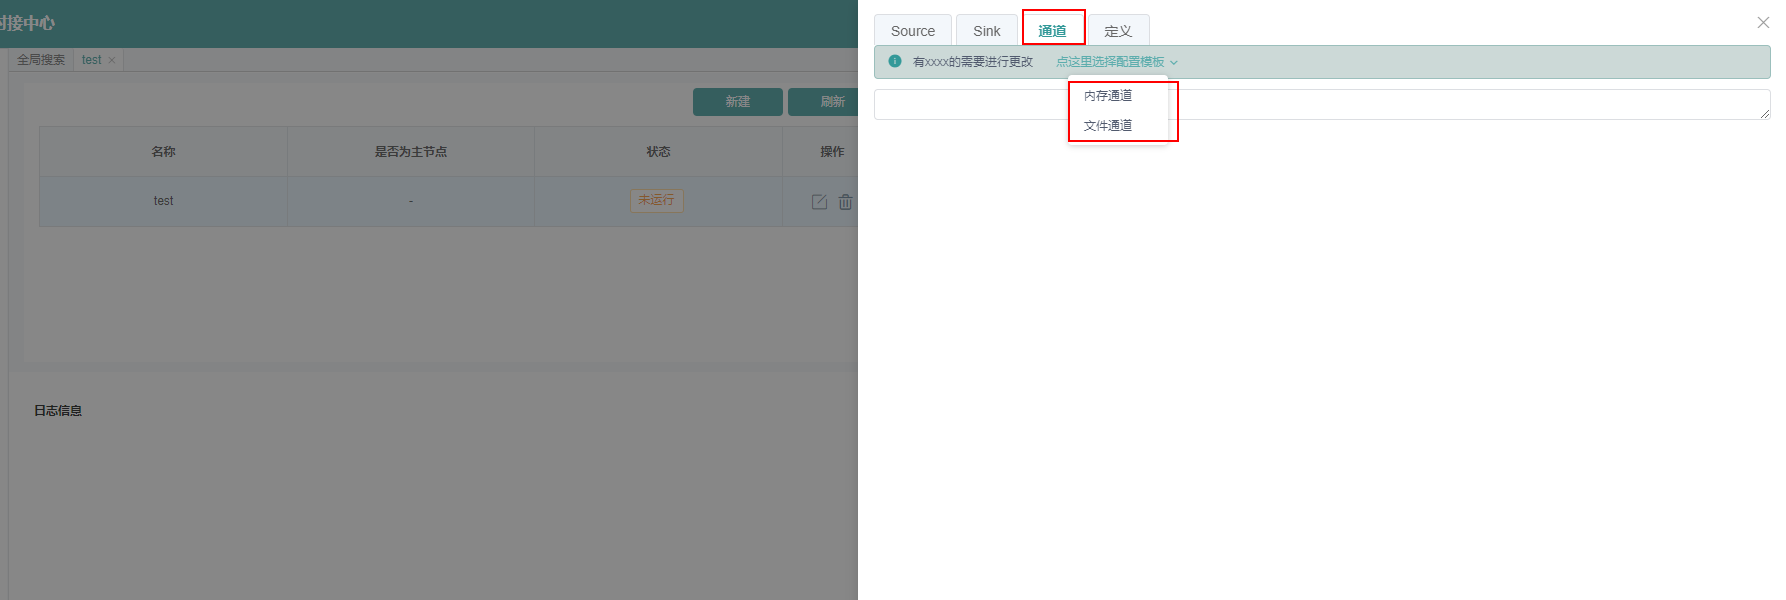 对接中心
全局搜索 test
新建 刷新
名称 是否为主节点 状态 操作
test - 未运行
日志信息
Source Sink 通道 定义
有xxxx的需要进行更改 点这里选择配置模板
内存通道
文件通道